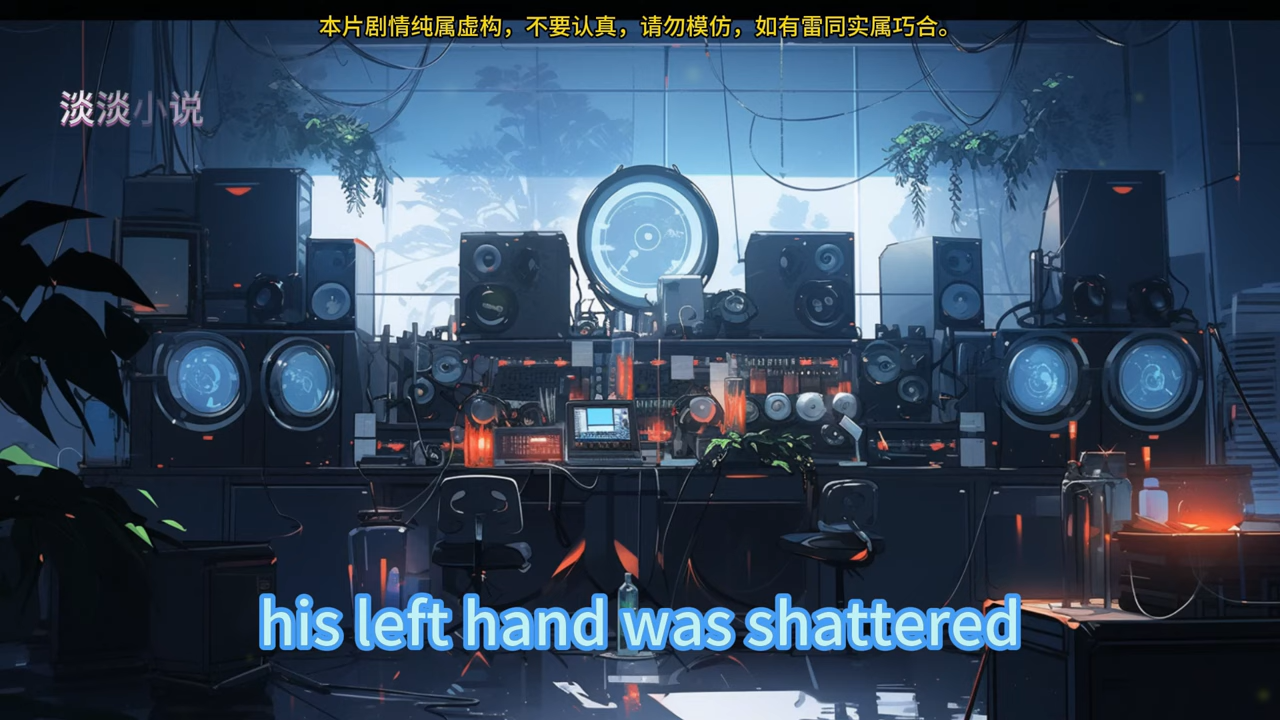 本片剧情纯属虚构，不要认真，请勿模仿，如有雷同实属巧合。
淡淡小说
his left hand was shattered